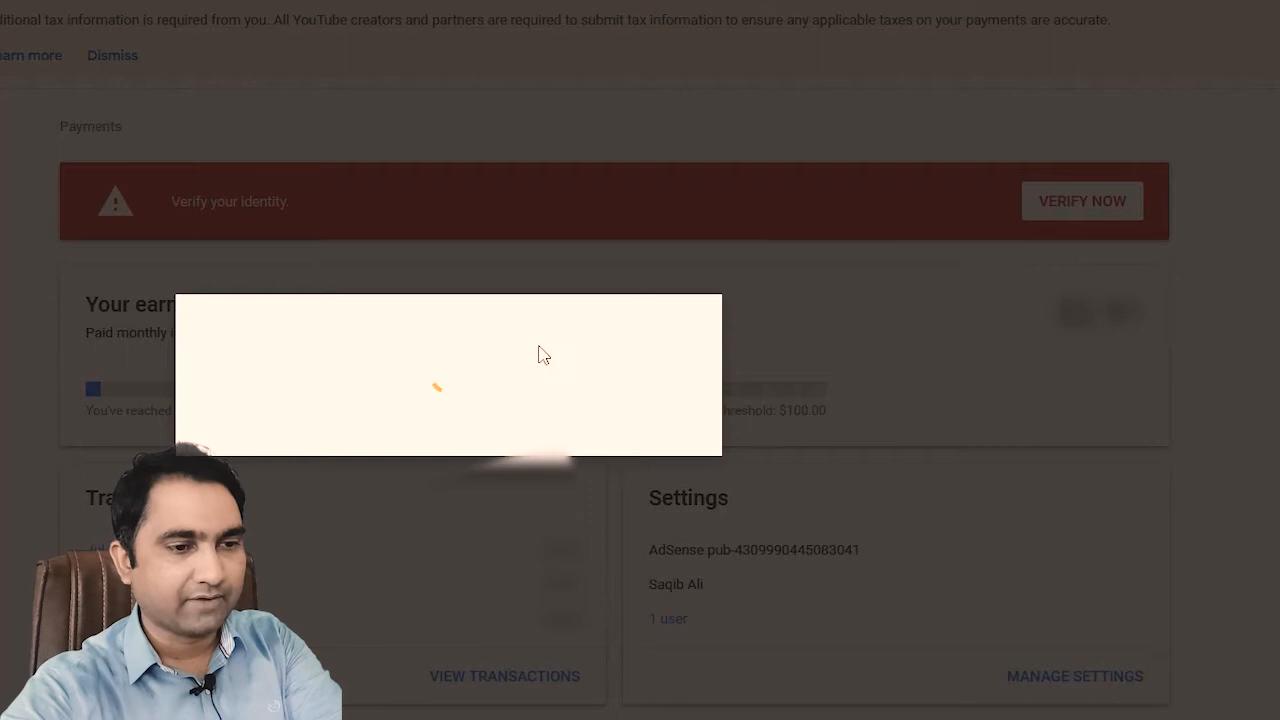 ditional tax information is required from you. All YouTube creators and partners are required to submit tax information to ensure any applicable taxes on your payments are accurate.
arn more Dismiss
Payments
Verify your identity.
VERIFY NOW
Your earn
Paid monthly
You've reached
hreshold: $100.00
Tra
VIEW TRANSACTIONS
Settings
AdSense pub-4309990445083041
Saqib Ali
1 user
MANAGE SETTINGS